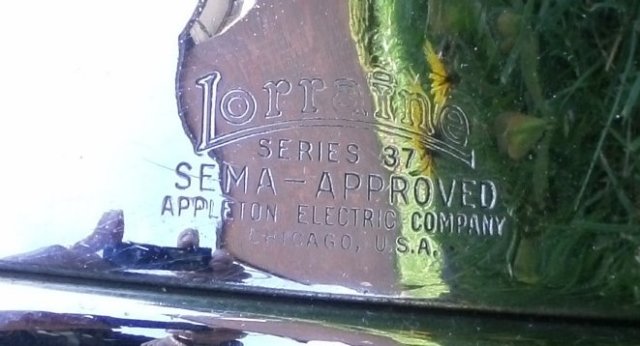 Lorraine
SERIES 37
SEMA-APPROVED
APPLETON ELECTRIC COMPANY
CHICAGO, U.S.A.